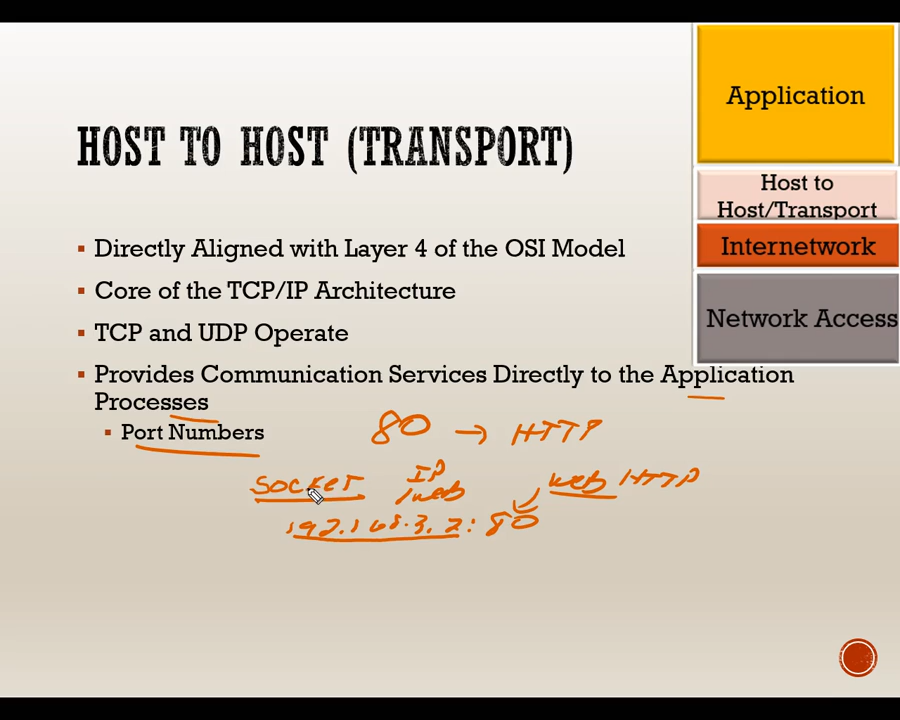 Application
HOST TO HOST (TRANSPORT)
Host to
Host/Transport
Internetwork
Directly Aligned with Layer 4 of the OSI Model
Core of the TCP/IP Architecture
Network Access
TCP and UDP Operate
Provides Communication Services Directly to the Application
Processes
Port Numbers
80 → HTTP
Socket IP web HTTP
/web
192.168.3.2:80